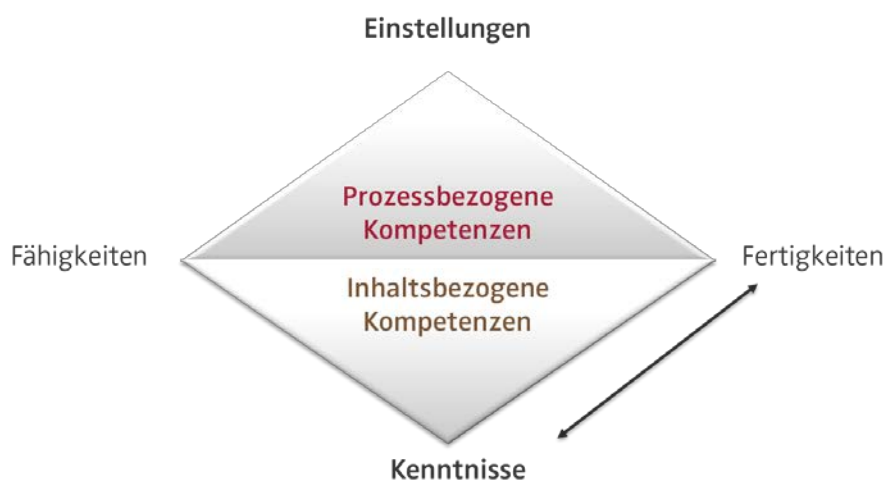 Einstellungen
Prozessbezogene
Kompetenzen
Fähigkeiten
Fertigkeiten
Inhaltsbezogene
Kompetenzen
Kenntnisse